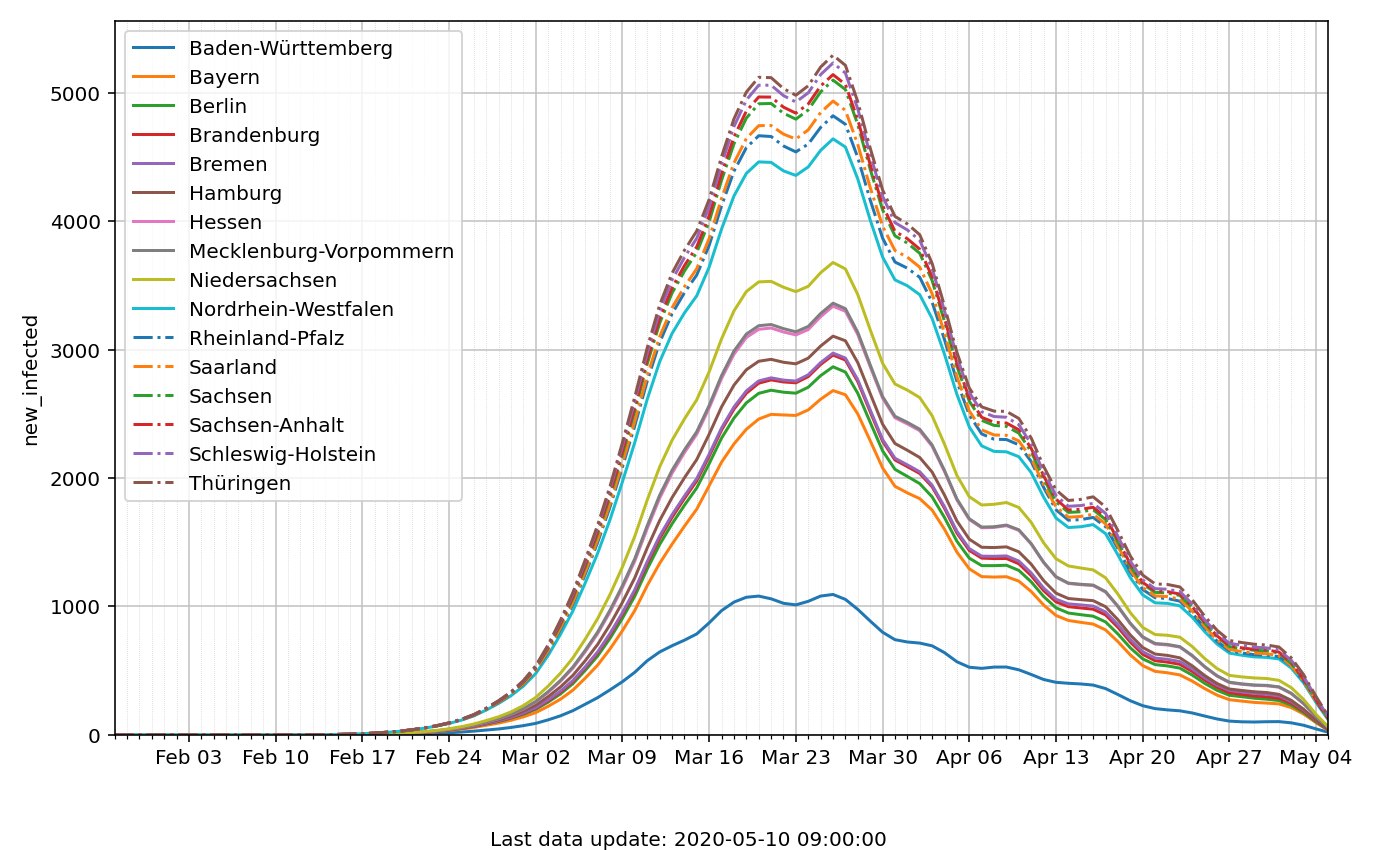 new_infected
5000
4000
3000
2000
1000
0
Baden-Württemberg
Bayern
Berlin
Brandenburg
Bremen
Hamburg
Hessen
Mecklenburg-Vorpommern
Niedersachsen
Nordrhein-Westfalen
Rheinland-Pfalz
Saarland
Sachsen
Sachsen-Anhalt
Schleswig-Holstein
Thüringen
Feb 03 Feb 10 Feb 17 Feb 24 Mar 02 Mar 09 Mar 16 Mar 23 Mar 30 Apr 06 Apr 13 Apr 20 Apr 27 May 04
Last data update: 2020-05-10 09:00:00